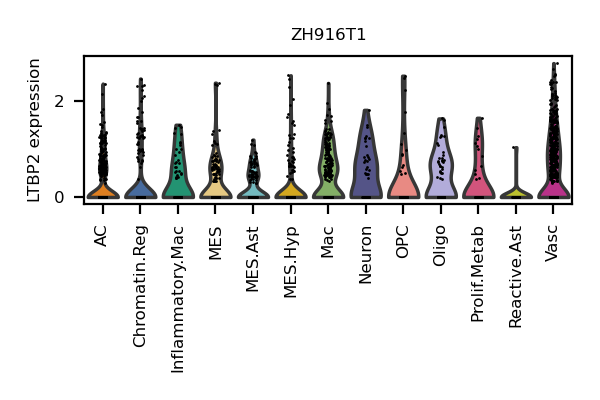 ZH916T1
LTBP2 expression
2
0
AC
Chromatin.Reg
Inflammatory.Mac
MES
MES.Ast
MES.Hyp
Mac
Neuron
OPC
Oligo
Prolif.Metab
Reactive.Ast
Vasc